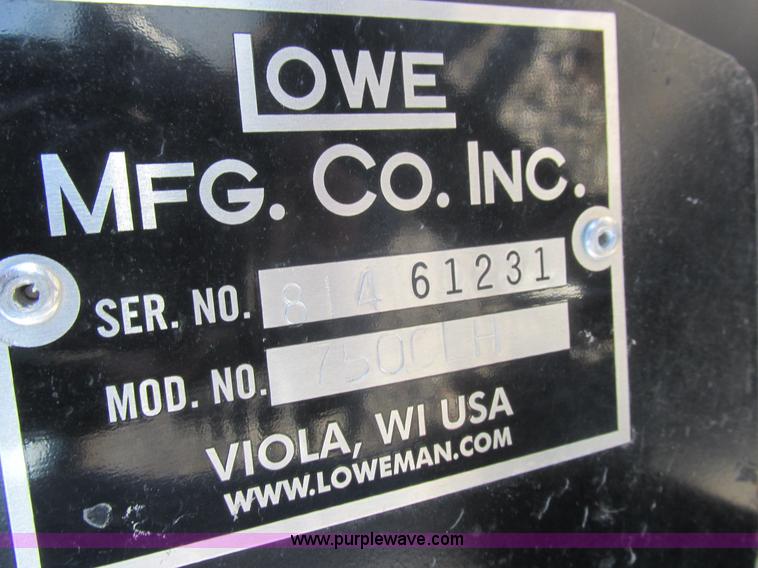 LOWE
MFG. CO. INC.
SER. NO. 814 61231
MOD. NO. 750CLH
VIOLA, WI USA
WWW.LOWEMAN.COM
www.purplewave.com